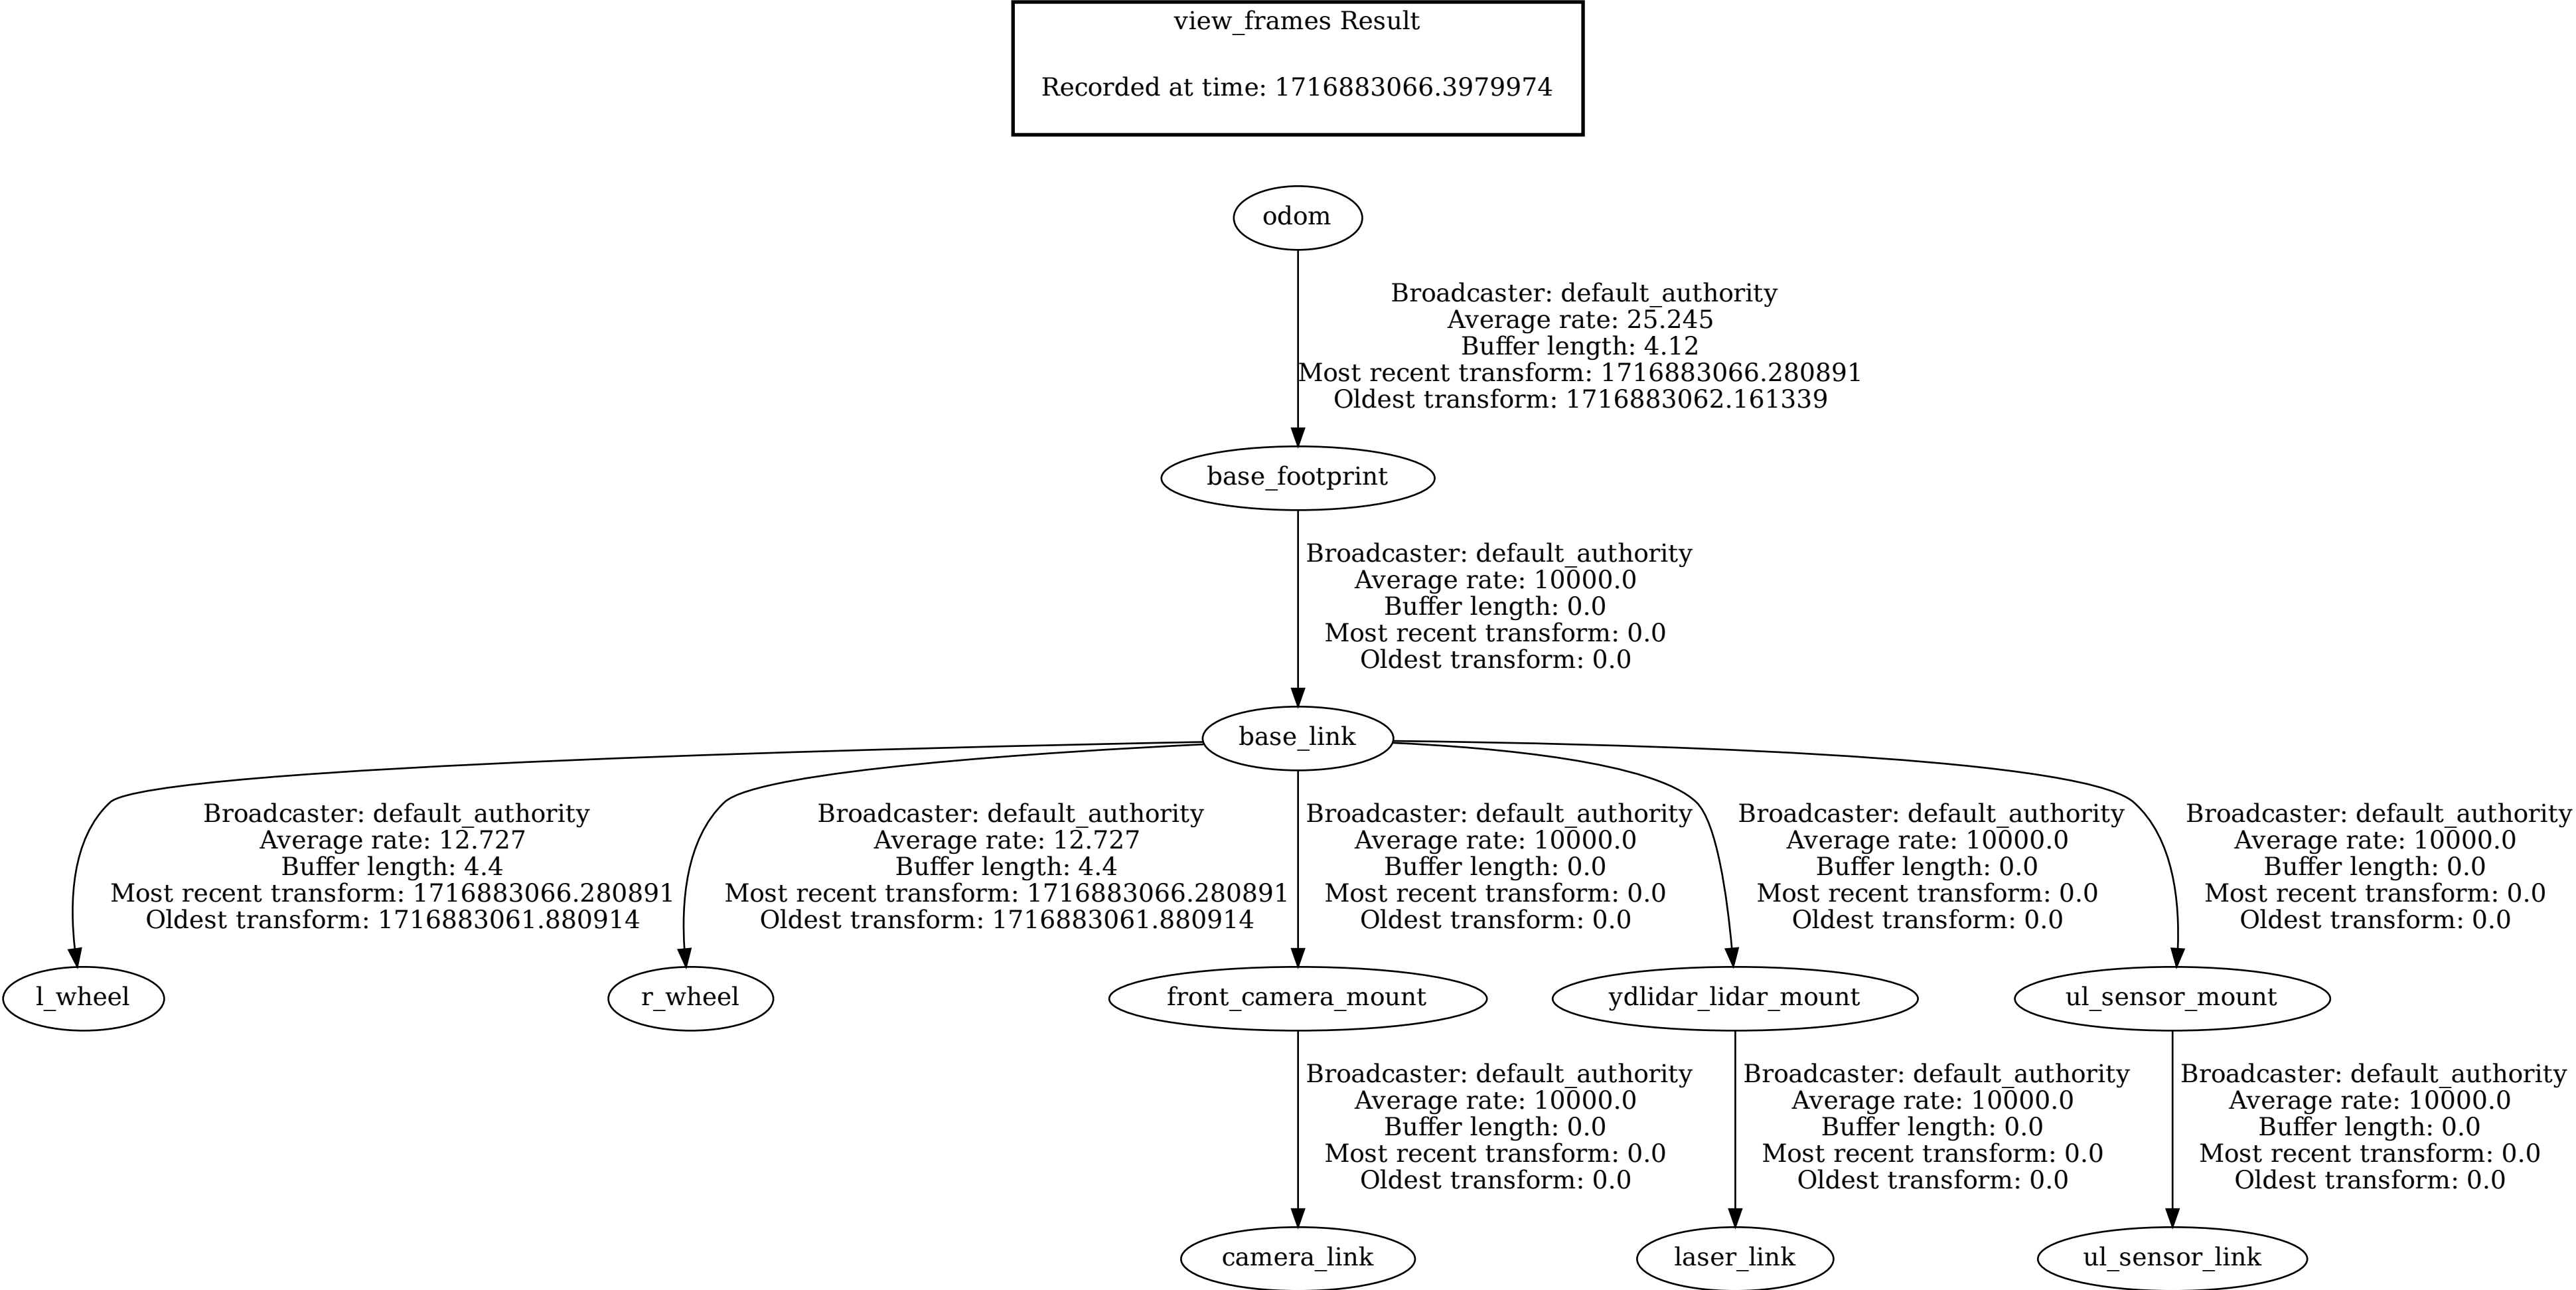 view_frames Result
Recorded at time: 1716883066.3979974
odom
Broadcaster: default_authority
Average rate: 25.245
Buffer length: 4.12
Most recent transform: 1716883066.280891
Oldest transform: 1716883062.161339
base_footprint
Broadcaster: default_authority
Average rate: 10000.0
Buffer length: 0.0
Most recent transform: 0.0
Oldest transform: 0.0
base_link
Broadcaster: default_authority
Average rate: 12.727
Buffer length: 4.4
Most recent transform: 1716883066.280891
Oldest transform: 1716883061.880914
Broadcaster: default_authority
Average rate: 12.727
Buffer length: 4.4
Most recent transform: 1716883066.280891
Oldest transform: 1716883061.880914
Broadcaster: default_authority
Average rate: 10000.0
Buffer length: 0.0
Most recent transform: 0.0
Oldest transform: 0.0
Broadcaster: default_authority
Average rate: 10000.0
Buffer length: 0.0
Most recent transform: 0.0
Oldest transform: 0.0
Broadcaster: default_authority
Average rate: 10000.0
Buffer length: 0.0
Most recent transform: 0.0
Oldest transform: 0.0
l_wheel
r_wheel
front_camera_mount
ydlidar_lidar_mount
ul_sensor_mount
Broadcaster: default_authority
Average rate: 10000.0
Buffer length: 0.0
Most recent transform: 0.0
Oldest transform: 0.0
Broadcaster: default_authority
Average rate: 10000.0
Buffer length: 0.0
Most recent transform: 0.0
Oldest transform: 0.0
Broadcaster: default_authority
Average rate: 10000.0
Buffer length: 0.0
Most recent transform: 0.0
Oldest transform: 0.0
camera_link
laser_link
ul_sensor_link